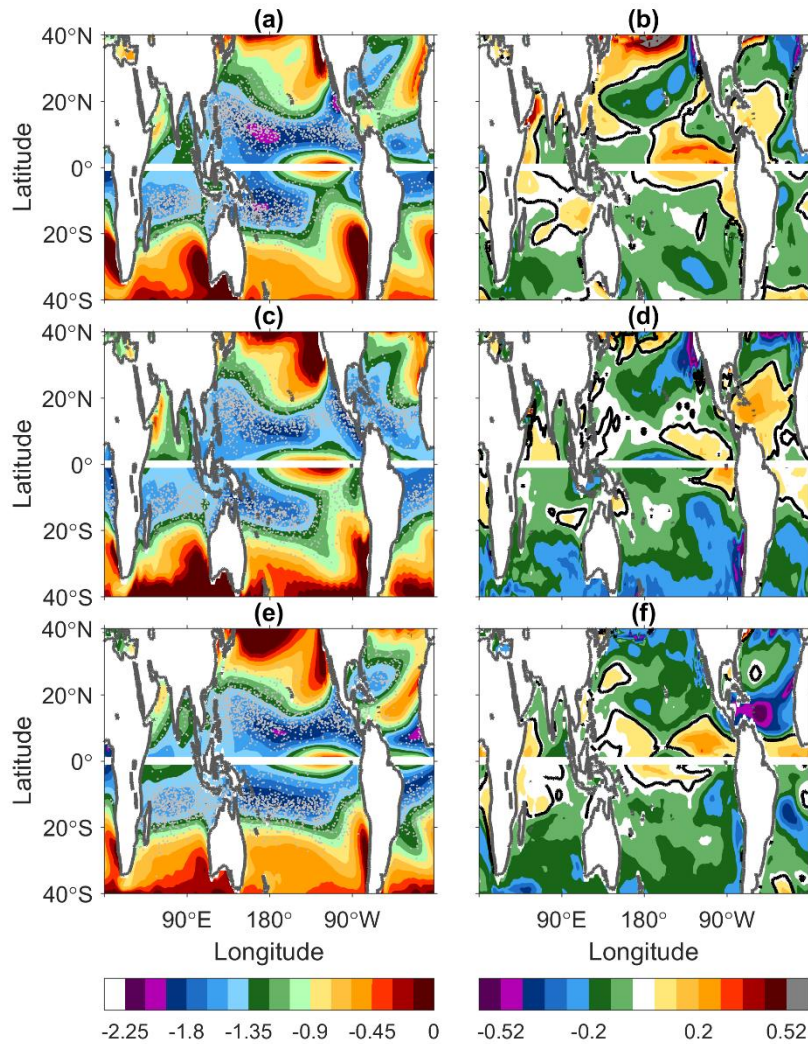 (a) (b)
40°N
20°N
0°
20°S
40°S
Latitude
(c) (d)
40°N
20°N
0°
20°S
40°S
Latitude
(e) (f)
40°N
20°N
0°
20°S
40°S
Latitude
90°E 180° 90°W 90°E 180° 90°W
Longitude Longitude
-2.25 -1.8 -1.35 -0.9 -0.45 0 -0.52 -0.2 0.2 0.52